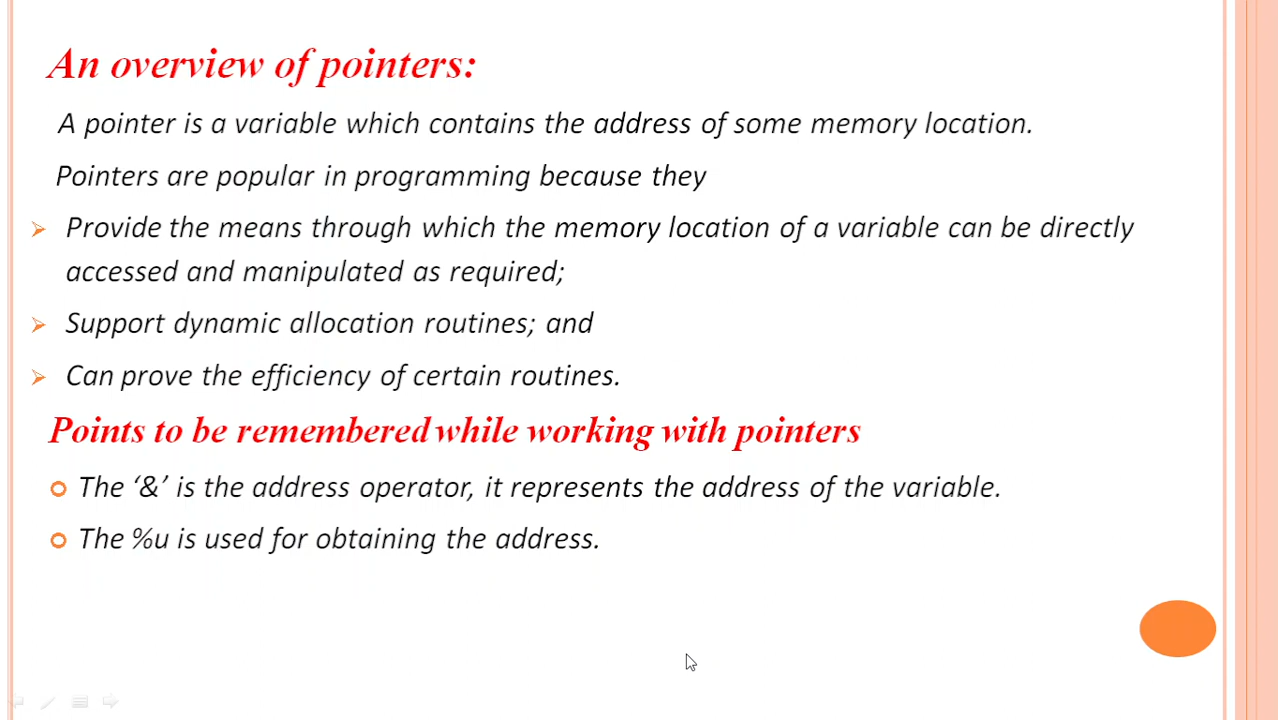 An overview of pointers:
A pointer is a variable which contains the address of some memory location.
Pointers are popular in programming because they
Provide the means through which the memory location of a variable can be directly
accessed and manipulated as required;
Support dynamic allocation routines; and
Can prove the efficiency of certain routines.
Points to be remembered while working with pointers
The ‘&’ is the address operator, it represents the address of the variable.
The %u is used for obtaining the address.